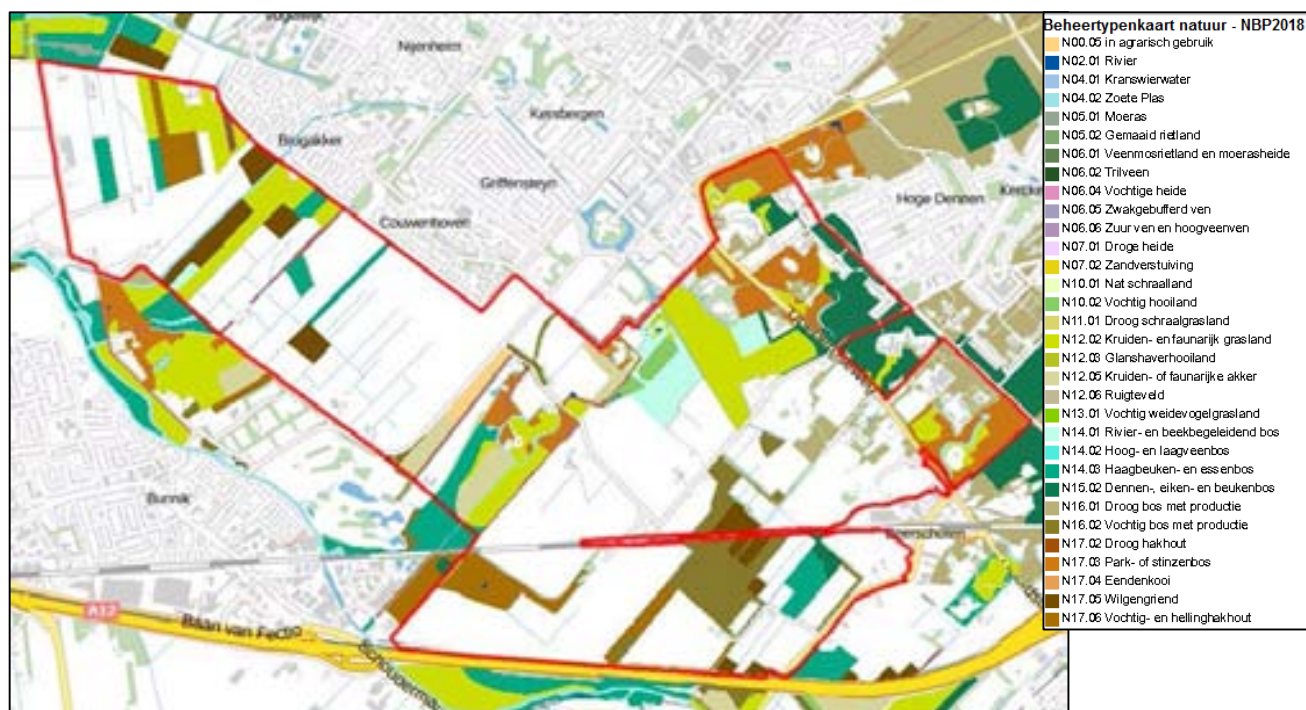 Vogelwijk
Nijenheim
Kersbergen
Brugakker
Griffensteyn
Couwenhoven
Hoge Dennen
Bunnik
A12
Beerschoten
Beheertypenkaart natuur - NBP2018
N00.05 in agrarisch gebruik
N02.01 Rivier
N04.01 Kranswierwater
N04.02 Zoete Plas
N05.01 Moeras
N05.02 Gemaaid rietland
N06.01 Veenmosrietland en moerasheide
N06.02 Trilveen
N06.04 Vochtige heide
N06.05 Zwakgebufferd ven
N06.06 Zuur ven en hoogveenven
N07.01 Droge heide
N07.02 Zandverstuiving
N10.01 Nat schraalland
N10.02 Vochtig hooiland
N11.01 Droog schraalgrasland
N12.02 Kruiden- en faunarijk grasland
N12.03 Glanshaverhooiland
N12.05 Kruiden- of faunarijke akker
N12.06 Ruigteveld
N13.01 Vochtig weidevogelgrasland
N14.01 Rivier- en beekbegeleidend bos
N14.02 Hoog- en laagveenbos
N14.03 Haagbeuken- en essenbos
N15.02 Dennen-, eiken- en beukenbos
N16.01 Droog bos met productie
N16.02 Vochtig bos met productie
N17.02 Droog hakhout
N17.03 Park- of stinzenbos
N17.04 Eendenkooi
N17.05 Wilgengriend
N17.06 Vochtig- en hellinghakhout